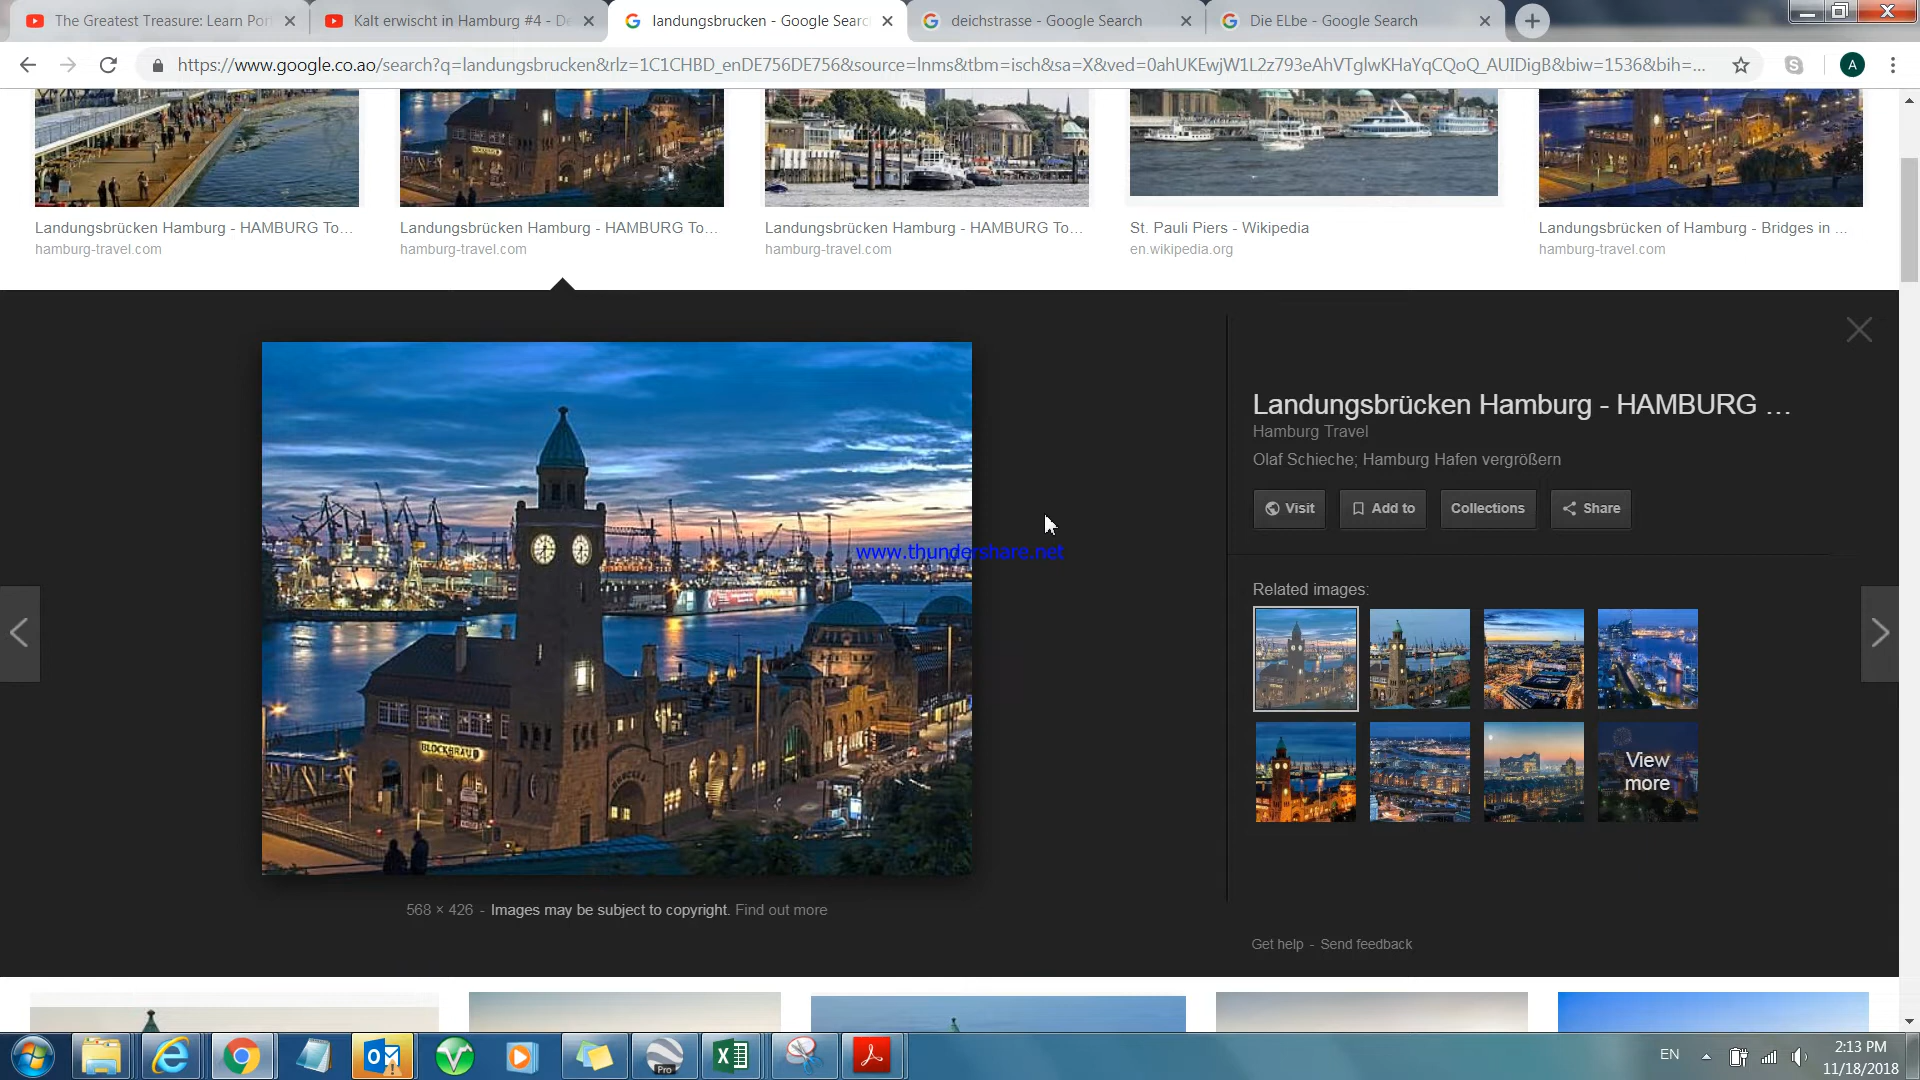 The Greatest Treasure: Learn Por
Kalt erwischt in Hamburg #4 - De
landungsbrucken - Google Search
deichstrasse - Google Search
Die ELbe - Google Search
https://www.google.co.ao/search?q=landungsbrucken&rlz=1C1CHBD_enDE756DE756&source=lnms&tbm=isch&sa=X&ved=0ahUKEwjW1L2z793eAhVTglwKHaYqCQoQ_AUIDigB&biw=1536&bih=...
A
Landungsbrücken Hamburg - HAMBURG To...
hamburg-travel.com
Landungsbrücken Hamburg - HAMBURG To...
hamburg-travel.com
Landungsbrücken Hamburg - HAMBURG To...
hamburg-travel.com
St. Pauli Piers - Wikipedia
en.wikipedia.org
Landungsbrücken of Hamburg - Bridges in ...
hamburg-travel.com
BLOCKBRÄU
www.thundershare.net
568 × 426 - Images may be subject to copyright. Find out more
Landungsbrücken Hamburg - HAMBURG ...
Hamburg Travel
Olaf Schieche; Hamburg Hafen vergrößern
Visit
Add to
Collections
Share
Related images:
View
more
Get help - Send feedback
Pro
EN
2:13 PM
11/18/2018